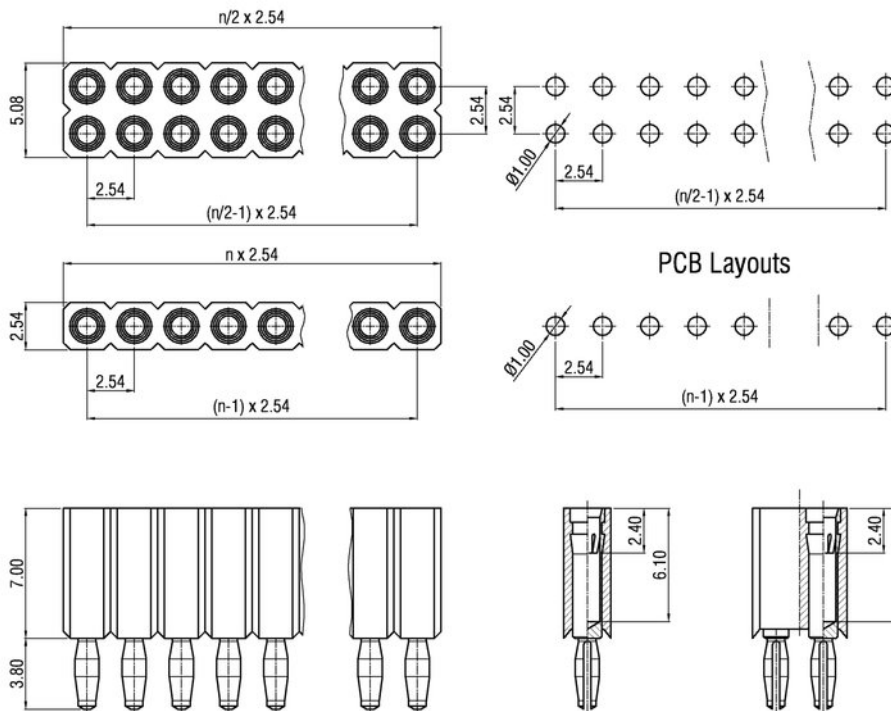 n/2 x 2.54
5.08
2.54
2.54
(n/2-1) x 2.54
2.54
Ø1.00
2.54
(n/2-1) x 2.54
n x 2.54
2.54
2.54
(n-1) x 2.54
PCB Layouts
Ø1.00
2.54
(n-1) x 2.54
7.00
3.80
2.40
6.10
2.40